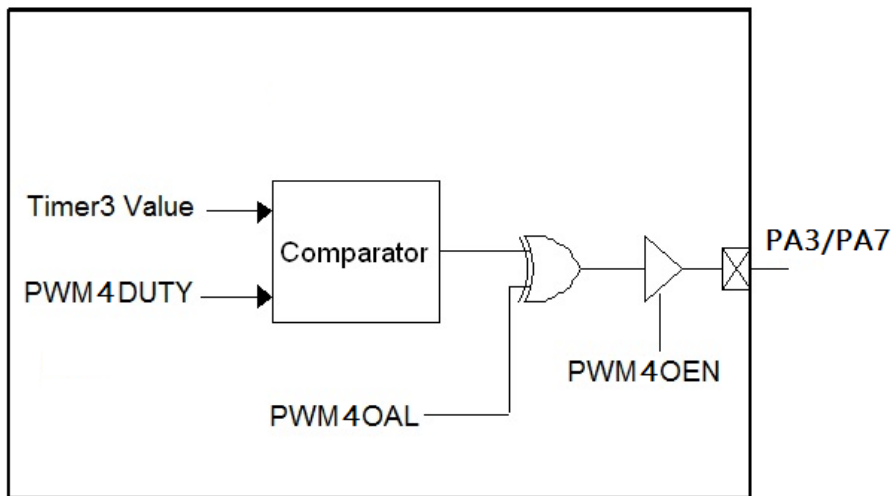 Timer3 Value
PWM4DUTY
Comparator
PWM4OAL
PWM4OEN
PA3/PA7